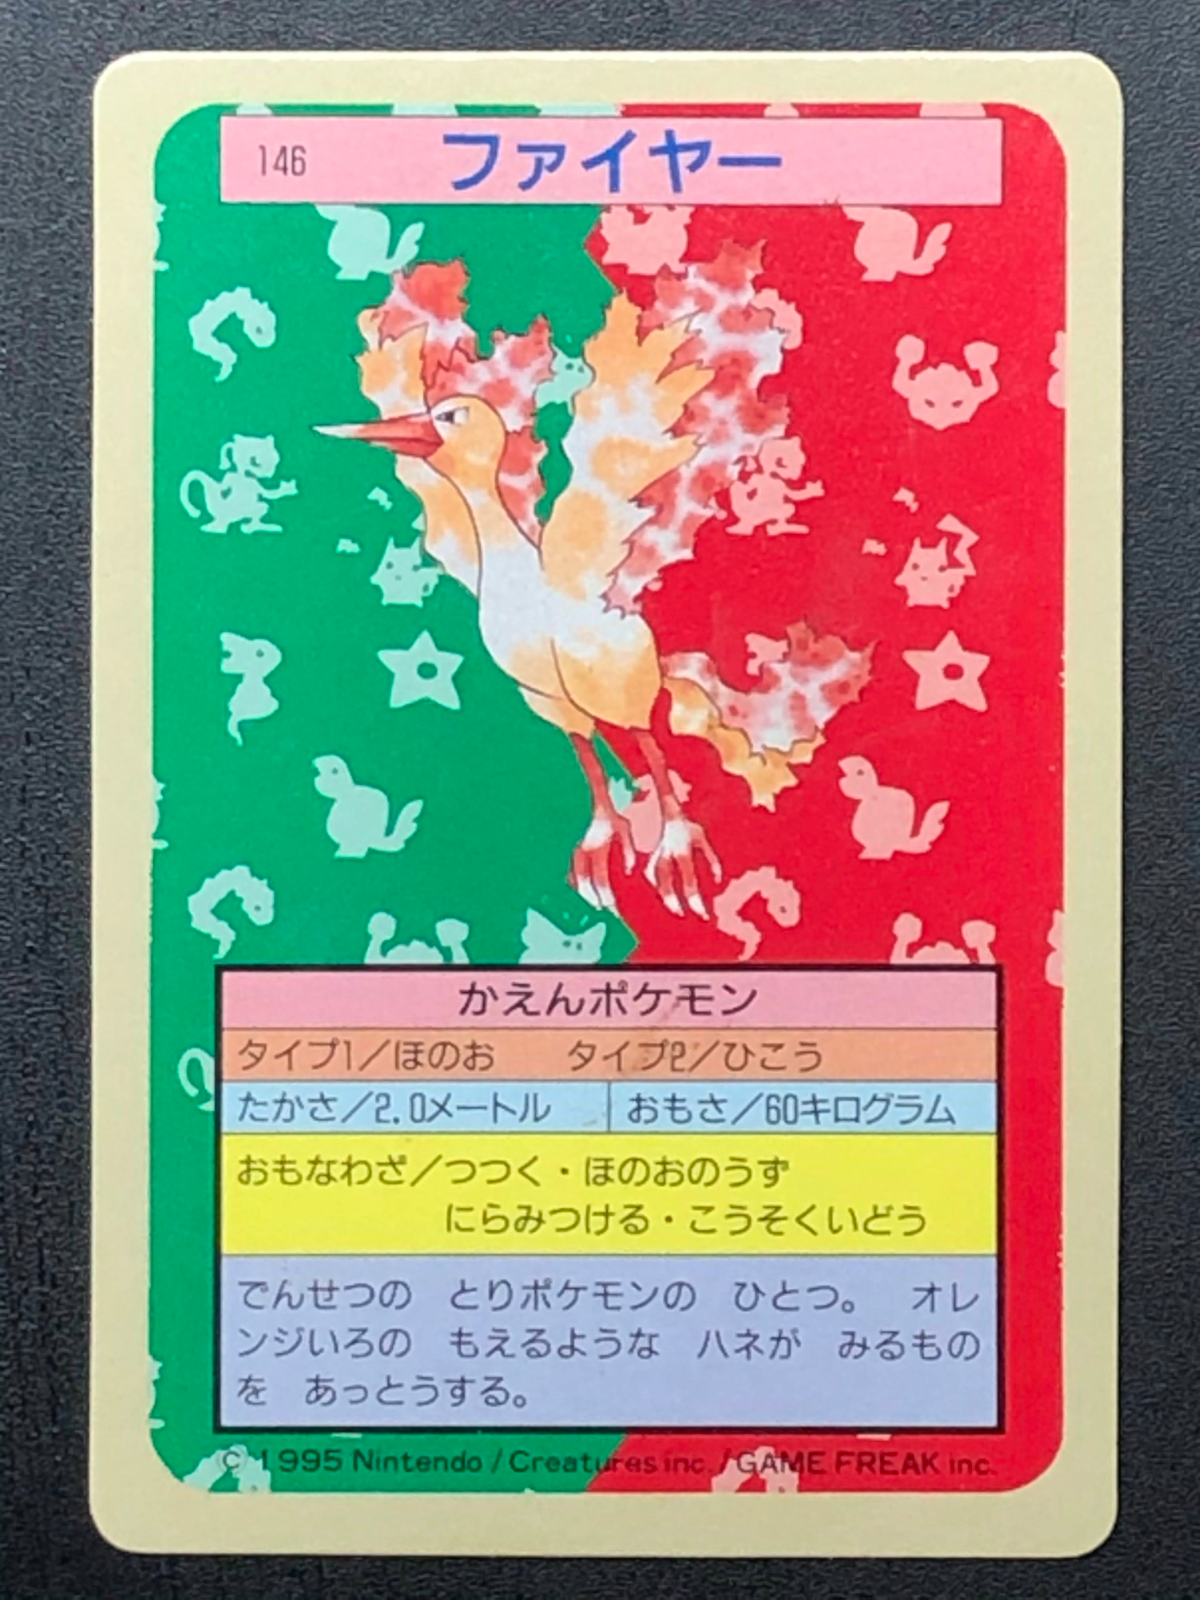 146 ファイヤー
かえんポケモン
タイプ1/ほのお タイプ2/ひこう
たかさ/2.0メートル おもさ/60キログラム
おもなわざ/つつく・ほのおのうず
にらみつける・こうそくいどう
でんせつの とりポケモンの ひとつ。 オレ
ンジいろの もえるような ハネが みるもの
を あっとうする。
© 1995 Nintendo / Creatures inc. / GAME FREAK inc.